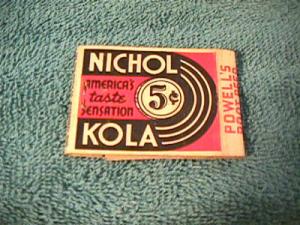 NICHOL
AMERICA'S
taste
SENSATION
5¢
KOLA
POWELL'S